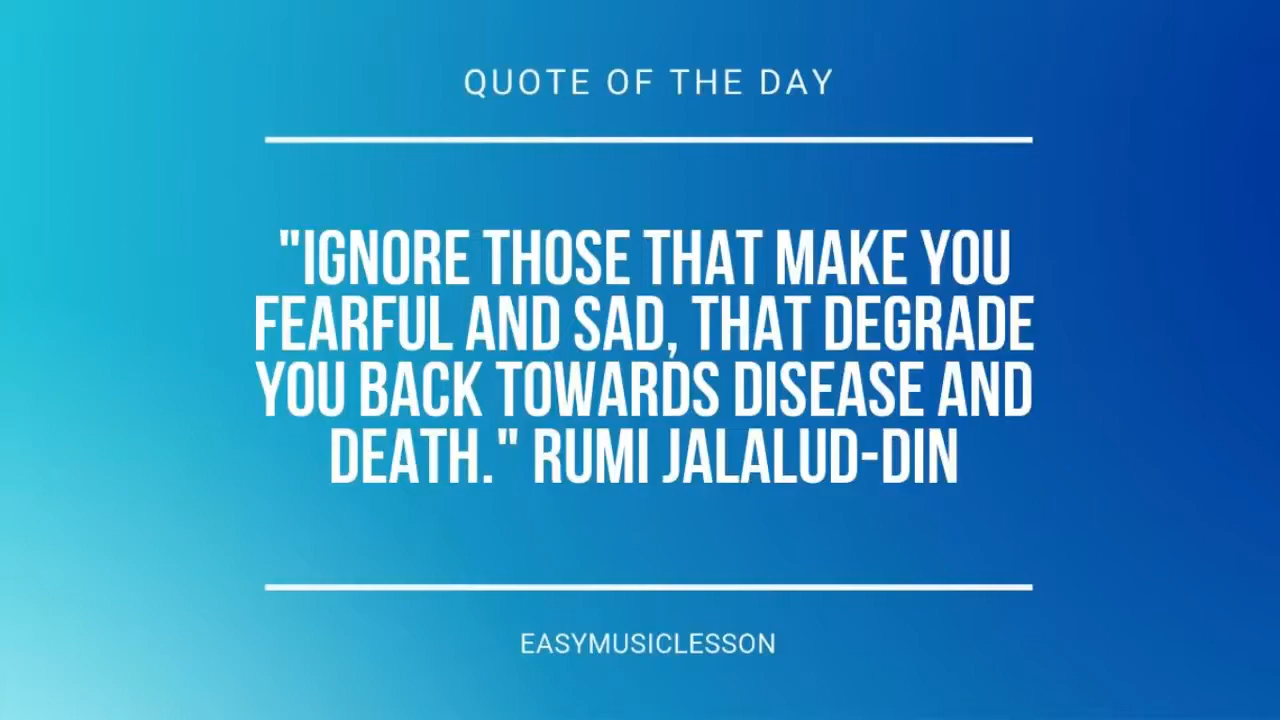 QUOTE OF THE DAY
"IGNORE THOSE THAT MAKE YOU
FEARFUL AND SAD, THAT DEGRADE
YOU BACK TOWARDS DISEASE AND
DEATH." RUMI JALALUD-DIN
EASYMUSICLESSON